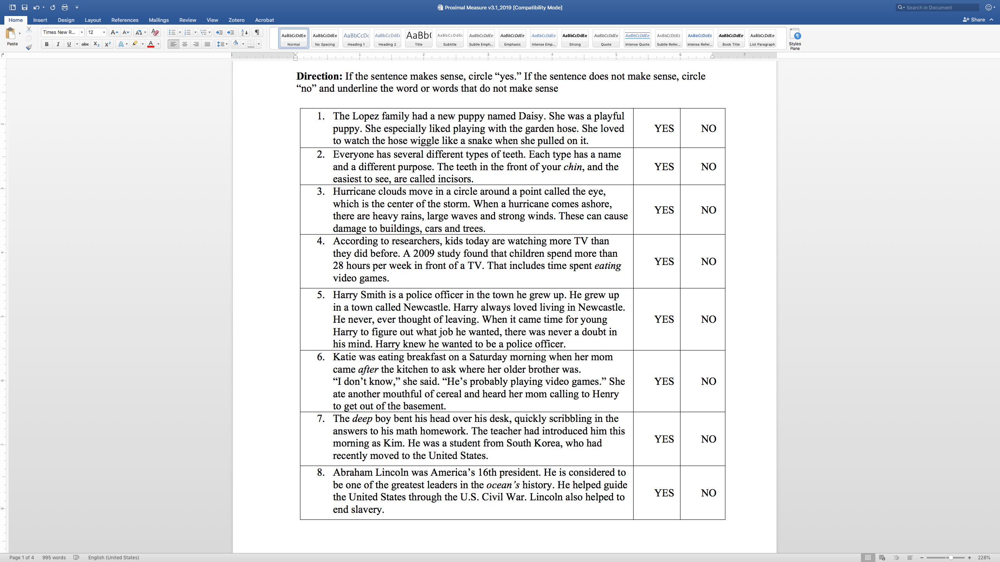 Proximal Measure v3.1_2019 [Compatibility Mode]
Search in Document
Home Insert Design Layout References Mailings Review View Zotero Acrobat
Share
Paste
Times New R... 12
AaBbCcDdEe Normal
AaBbCcDdEe No Spacing
AaBbCcDc Heading 1
AaBbCcDdEe Heading 2
AaBb( Title
AaBbCcDdEe Subtitle
AaBbCcDdEe Subtle Emph...
AaBbCcDdEe Emphasis
AaBbCcDdEe Intense Emp...
AaBbCcDdEe Strong
AaBbCcDdEe Quote
AaBbCcDdEe Intense Quote
AaBbCcDdEe Subtle Refer...
AaBbCcDdEe Intense Refer...
AaBbCcDdEe Book Title
AaBbCcDdEe List Paragraph
Styles
Pane
1 1 2 3 4 5 6 7
Direction: If the sentence makes sense, circle “yes.” If the sentence does not make sense, circle
“no” and underline the word or words that do not make sense
1. The Lopez family had a new puppy named Daisy. She was a playful
puppy. She especially liked playing with the garden hose. She loved
to watch the hose wiggle like a snake when she pulled on it.
YES NO
2. Everyone has several different types of teeth. Each type has a name
and a different purpose. The teeth in the front of your chin, and the
easiest to see, are called incisors.
YES NO
3. Hurricane clouds move in a circle around a point called the eye,
which is the center of the storm. When a hurricane comes ashore,
there are heavy rains, large waves and strong winds. These can cause
damage to buildings, cars and trees.
YES NO
4. According to researchers, kids today are watching more TV than
they did before. A 2009 study found that children spend more than
28 hours per week in front of a TV. That includes time spent eating
video games.
YES NO
5. Harry Smith is a police officer in the town he grew up. He grew up
in a town called Newcastle. Harry always loved living in Newcastle.
He never, ever thought of leaving. When it came time for young
Harry to figure out what job he wanted, there was never a doubt in
his mind. Harry knew he wanted to be a police officer.
YES NO
6. Katie was eating breakfast on a Saturday morning when her mom
came after the kitchen to ask where her older brother was.
“I don’t know,” she said. “He’s probably playing video games.” She
ate another mouthful of cereal and heard her mom calling to Henry
to get out of the basement.
YES NO
7. The deep boy bent his head over his desk, quickly scribbling in the
answers to his math homework. The teacher had introduced him this
morning as Kim. He was a student from South Korea, who had
recently moved to the United States.
YES NO
8. Abraham Lincoln was America’s 16th president. He is considered to
be one of the greatest leaders in the ocean’s history. He helped guide
the United States through the U.S. Civil War. Lincoln also helped to
end slavery.
YES NO
Page 1 of 4 995 words English (United States)
228%